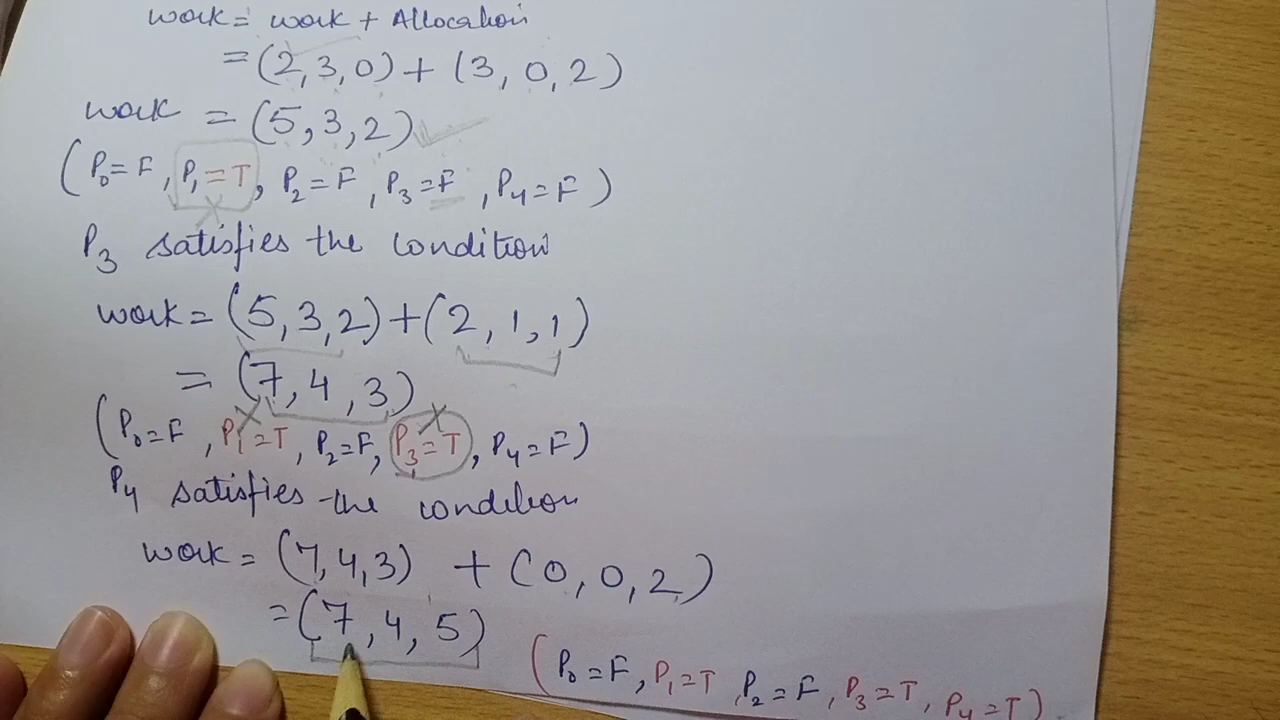 work = work + Allocation
= (2,3,0) + (3, 0, 2)
work = (5, 3, 2)
(P0 = F, P1 = T, P2 = F, P3 = F, P4 = F)
P3 satisfies the condition
work = (5, 3, 2) + (2, 1, 1)
= (7, 4, 3)
(P0 = F, P1 = T, P2 = F, P3 = T, P4 = F)
P4 satisfies the condition
work = (7, 4, 3) + (0, 0, 2)
= (7, 4, 5)
(P0 = F, P1 = T, P2 = F, P3 = T, P4 = T)